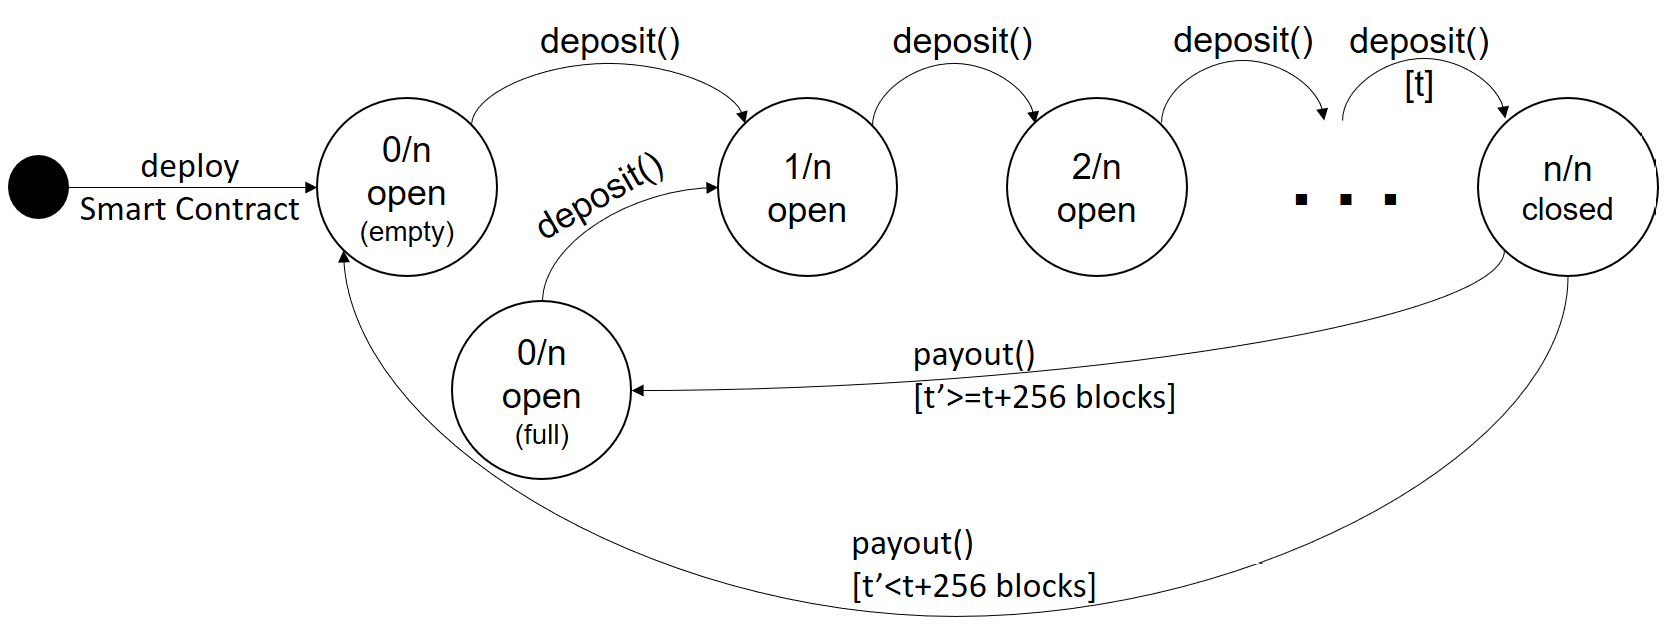 deposit()
deposit()
deposit()
deposit()
[t]
deploy
Smart Contract
0/n
open
(empty)
deposit()
1/n
open
2/n
open
. . .
n/n
closed
0/n
open
(full)
payout()
[t’>=t+256 blocks]
payout()
[t’<t+256 blocks]